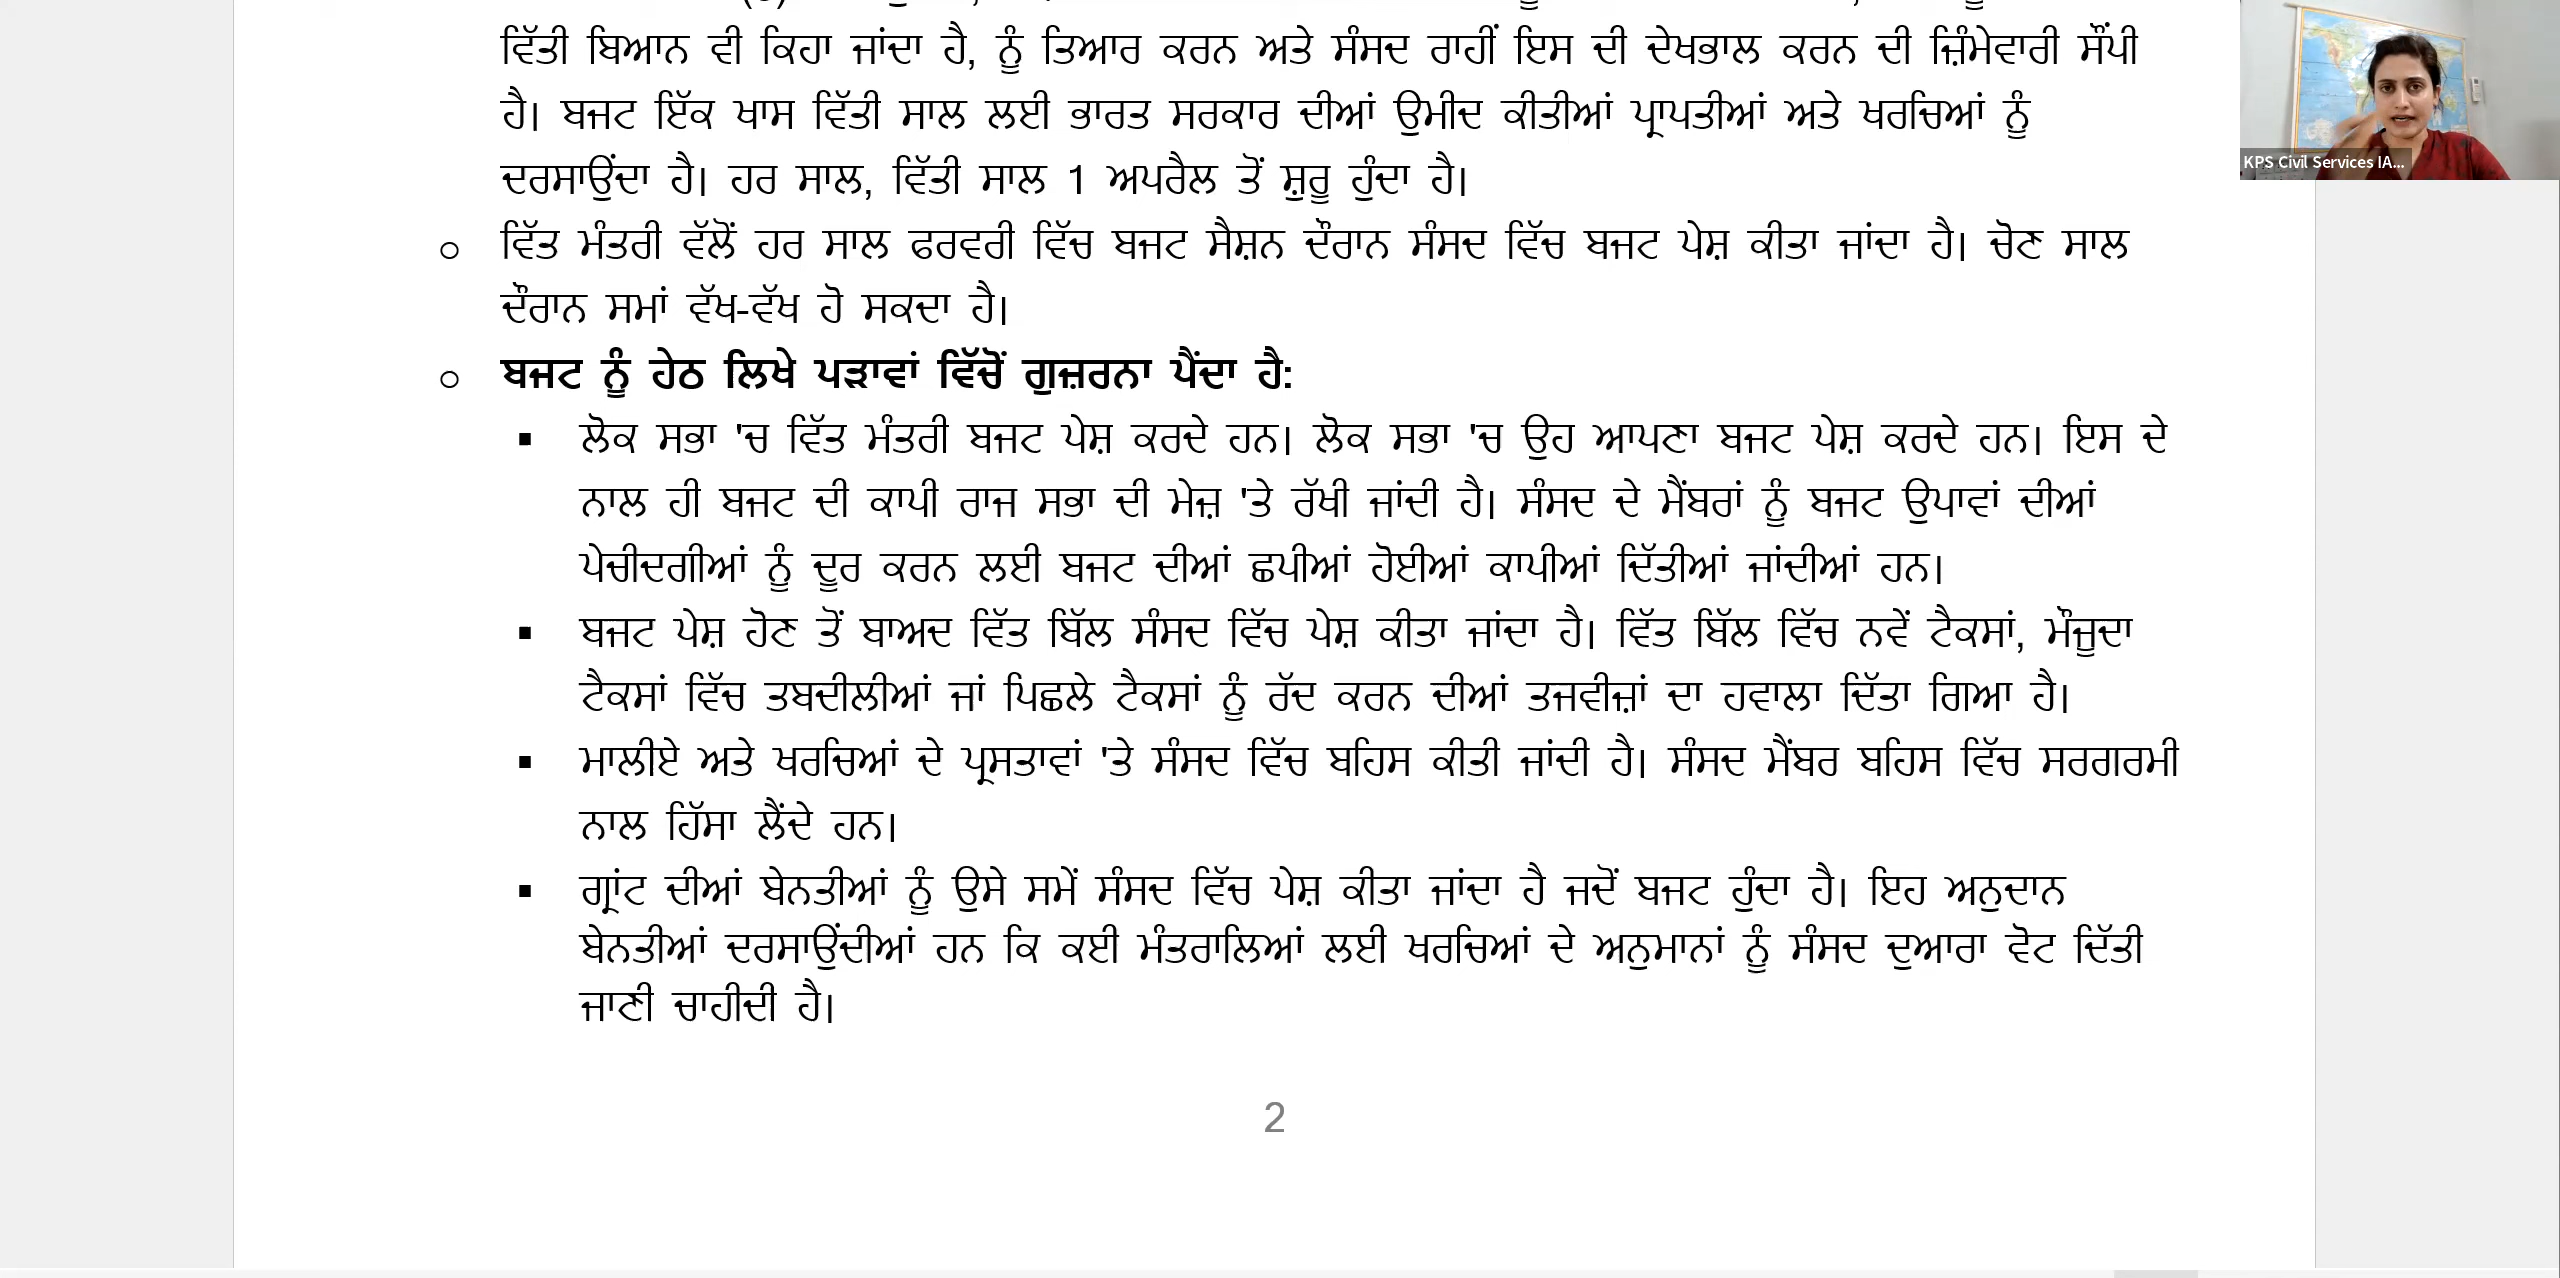 ਵਿੱਤੀ ਬਿਆਨ ਵੀ ਕਿਹਾ ਜਾਂਦਾ ਹੈ, ਨੂੰ ਤਿਆਰ ਕਰਨ ਅਤੇ ਸੰਸਦ ਰਾਹੀਂ ਇਸ ਦੀ ਦੇਖਭਾਲ ਕਰਨ ਦੀ ਜ਼ਿੰਮੇਵਾਰੀ ਸੌਂਪੀ
ਹੈ। ਬਜਟ ਇੱਕ ਖਾਸ ਵਿੱਤੀ ਸਾਲ ਲਈ ਭਾਰਤ ਸਰਕਾਰ ਦੀਆਂ ਉਮੀਦ ਕੀਤੀਆਂ ਪ੍ਰਾਪਤੀਆਂ ਅਤੇ ਖਰਚਿਆਂ ਨੂੰ
ਦਰਸਾਉਂਦਾ ਹੈ। ਹਰ ਸਾਲ, ਵਿੱਤੀ ਸਾਲ 1 ਅਪਰੈਲ ਤੋਂ ਸ਼ੁਰੂ ਹੁੰਦਾ ਹੈ।
o ਵਿੱਤ ਮੰਤਰੀ ਵੱਲੋਂ ਹਰ ਸਾਲ ਫਰਵਰੀ ਵਿੱਚ ਬਜਟ ਸੈਸ਼ਨ ਦੌਰਾਨ ਸੰਸਦ ਵਿੱਚ ਬਜਟ ਪੇਸ਼ ਕੀਤਾ ਜਾਂਦਾ ਹੈ। ਚੋਣ ਸਾਲ
ਦੌਰਾਨ ਸਮਾਂ ਵੱਖ-ਵੱਖ ਹੋ ਸਕਦਾ ਹੈ।
o ਬਜਟ ਨੂੰ ਹੇਠ ਲਿਖੇ ਪੜਾਵਾਂ ਵਿੱਚੋਂ ਗੁਜ਼ਰਨਾ ਪੈਂਦਾ ਹੈ:
▪ ਲੋਕ ਸਭਾ 'ਚ ਵਿੱਤ ਮੰਤਰੀ ਬਜਟ ਪੇਸ਼ ਕਰਦੇ ਹਨ। ਲੋਕ ਸਭਾ 'ਚ ਉਹ ਆਪਣਾ ਬਜਟ ਪੇਸ਼ ਕਰਦੇ ਹਨ। ਇਸ ਦੇ
ਨਾਲ ਹੀ ਬਜਟ ਦੀ ਕਾਪੀ ਰਾਜ ਸਭਾ ਦੀ ਮੇਜ਼ 'ਤੇ ਰੱਖੀ ਜਾਂਦੀ ਹੈ। ਸੰਸਦ ਦੇ ਮੈਂਬਰਾਂ ਨੂੰ ਬਜਟ ਉਪਾਵਾਂ ਦੀਆਂ
ਪੇਚੀਦਗੀਆਂ ਨੂੰ ਦੂਰ ਕਰਨ ਲਈ ਬਜਟ ਦੀਆਂ ਛਪੀਆਂ ਹੋਈਆਂ ਕਾਪੀਆਂ ਦਿੱਤੀਆਂ ਜਾਂਦੀਆਂ ਹਨ।
▪ ਬਜਟ ਪੇਸ਼ ਹੋਣ ਤੋਂ ਬਾਅਦ ਵਿੱਤ ਬਿੱਲ ਸੰਸਦ ਵਿੱਚ ਪੇਸ਼ ਕੀਤਾ ਜਾਂਦਾ ਹੈ। ਵਿੱਤ ਬਿੱਲ ਵਿੱਚ ਨਵੇਂ ਟੈਕਸਾਂ, ਮੌਜੂਦਾ
ਟੈਕਸਾਂ ਵਿੱਚ ਤਬਦੀਲੀਆਂ ਜਾਂ ਪਿਛਲੇ ਟੈਕਸਾਂ ਨੂੰ ਰੱਦ ਕਰਨ ਦੀਆਂ ਤਜਵੀਜ਼ਾਂ ਦਾ ਹਵਾਲਾ ਦਿੱਤਾ ਗਿਆ ਹੈ।
▪ ਮਾਲੀਏ ਅਤੇ ਖਰਚਿਆਂ ਦੇ ਪ੍ਰਸਤਾਵਾਂ 'ਤੇ ਸੰਸਦ ਵਿੱਚ ਬਹਿਸ ਕੀਤੀ ਜਾਂਦੀ ਹੈ। ਸੰਸਦ ਮੈਂਬਰ ਬਹਿਸ ਵਿੱਚ ਸਰਗਰਮੀ
ਨਾਲ ਹਿੱਸਾ ਲੈਂਦੇ ਹਨ।
▪ ਗ੍ਰਾਂਟ ਦੀਆਂ ਬੇਨਤੀਆਂ ਨੂੰ ਉਸੇ ਸਮੇਂ ਸੰਸਦ ਵਿੱਚ ਪੇਸ਼ ਕੀਤਾ ਜਾਂਦਾ ਹੈ ਜਦੋਂ ਬਜਟ ਹੁੰਦਾ ਹੈ। ਇਹ ਅਨੁਦਾਨ
ਬੇਨਤੀਆਂ ਦਰਸਾਉਂਦੀਆਂ ਹਨ ਕਿ ਕਈ ਮੰਤਰਾਲਿਆਂ ਲਈ ਖਰਚਿਆਂ ਦੇ ਅਨੁਮਾਨਾਂ ਨੂੰ ਸੰਸਦ ਦੁਆਰਾ ਵੋਟ ਦਿੱਤੀ
ਜਾਣੀ ਚਾਹੀਦੀ ਹੈ।
2
KPS Civil Services IA...